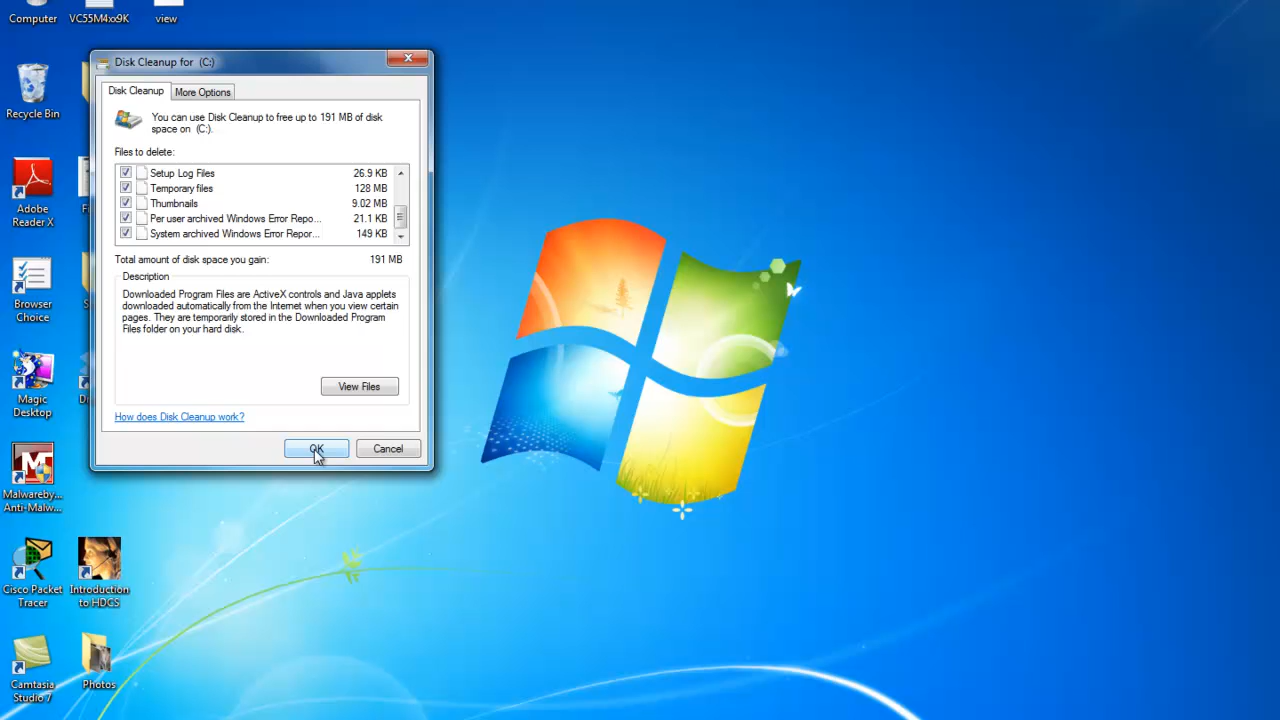 Computer
VC55M4xx9K
view
Recycle Bin
Adobe
Reader X
Browser
Choice
Magic
Desktop
Malwareby...
Anti-Malw...
Cisco Packet
Tracer
Introduction
to HDCS
Camtasia
Studio 7
Photos
Disk Cleanup for (C:)
Disk Cleanup
More Options
You can use Disk Cleanup to free up to 191 MB of disk
space on (C:).
Files to delete:
Setup Log Files 26.9 KB
Temporary files 128 MB
Thumbnails 9.02 MB
Per user archived Windows Error Repo... 21.1 KB
System archived Windows Error Repor... 149 KB
Total amount of disk space you gain: 191 MB
Description
Downloaded Program Files are ActiveX controls and Java applets
downloaded automatically from the Internet when you view certain
pages. They are temporarily stored in the Downloaded Program
Files folder on your hard disk.
View Files
How does Disk Cleanup work?
OK
Cancel